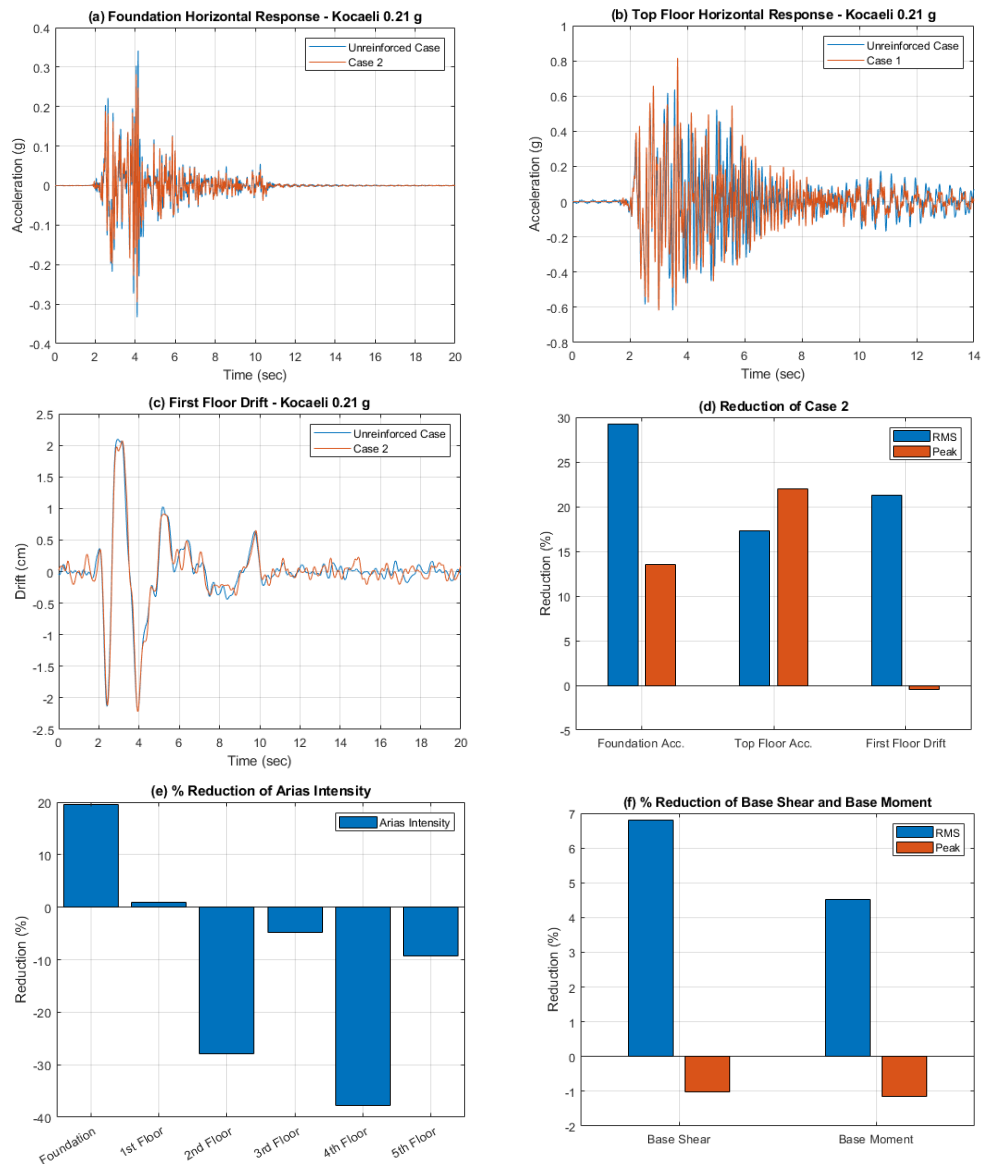 (a) Foundation Horizontal Response - Kocaeli 0.21 g
Unreinforced Case
Case 2
0.4
0.3
0.2
0.1
0
-0.1
-0.2
-0.3
-0.4
Acceleration (g)
0 2 4 6 8 10 12 14 16 18 20
Time (sec)
(b) Top Floor Horizontal Response - Kocaeli 0.21 g
Unreinforced Case
Case 1
1
0.8
0.6
0.4
0.2
0
-0.2
-0.4
-0.6
-0.8
Acceleration (g)
0 2 4 6 8 10 12 14
Time (sec)
(c) First Floor Drift - Kocaeli 0.21 g
Unreinforced Case
Case 2
2.5
2
1.5
1
0.5
0
-0.5
-1
-1.5
-2
-2.5
Drift (cm)
0 2 4 6 8 10 12 14 16 18 20
Time (sec)
(d) Reduction of Case 2
RMS
Peak
30
25
20
15
10
5
0
-5
Reduction (%)
Foundation Acc. Top Floor Acc. First Floor Drift
(e) % Reduction of Arias Intensity
Arias Intensity
20
10
0
-10
-20
-30
-40
Reduction (%)
Foundation 1st Floor 2nd Floor 3rd Floor 4th Floor 5th Floor
(f) % Reduction of Base Shear and Base Moment
RMS
Peak
7
6
5
4
3
2
1
0
-1
-2
Reduction (%)
Base Shear Base Moment